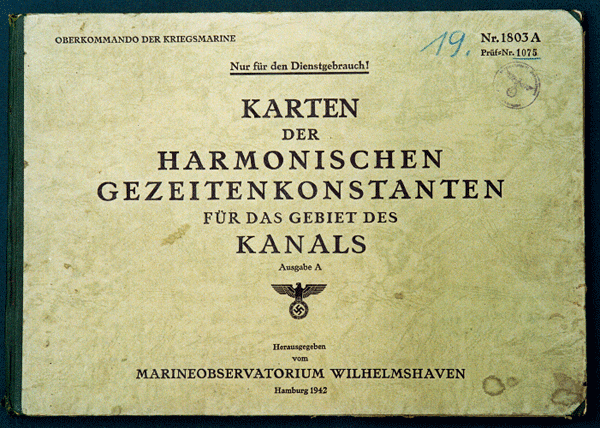 OBERKOMMANDO DER KRIEGSMARINE
19.
Nr. 1803 A
Prüf=Nr. 1075
Nur für den Dienstgebrauch!
KARTEN
DER
HARMONISCHEN
GEZEITENKONSTANTEN
FÜR DAS GEBIET DES
KANALS
Ausgabe A
Herausgegeben
vom
MARINEOBSERVATORIUM WILHELMSHAVEN
Hamburg 1942